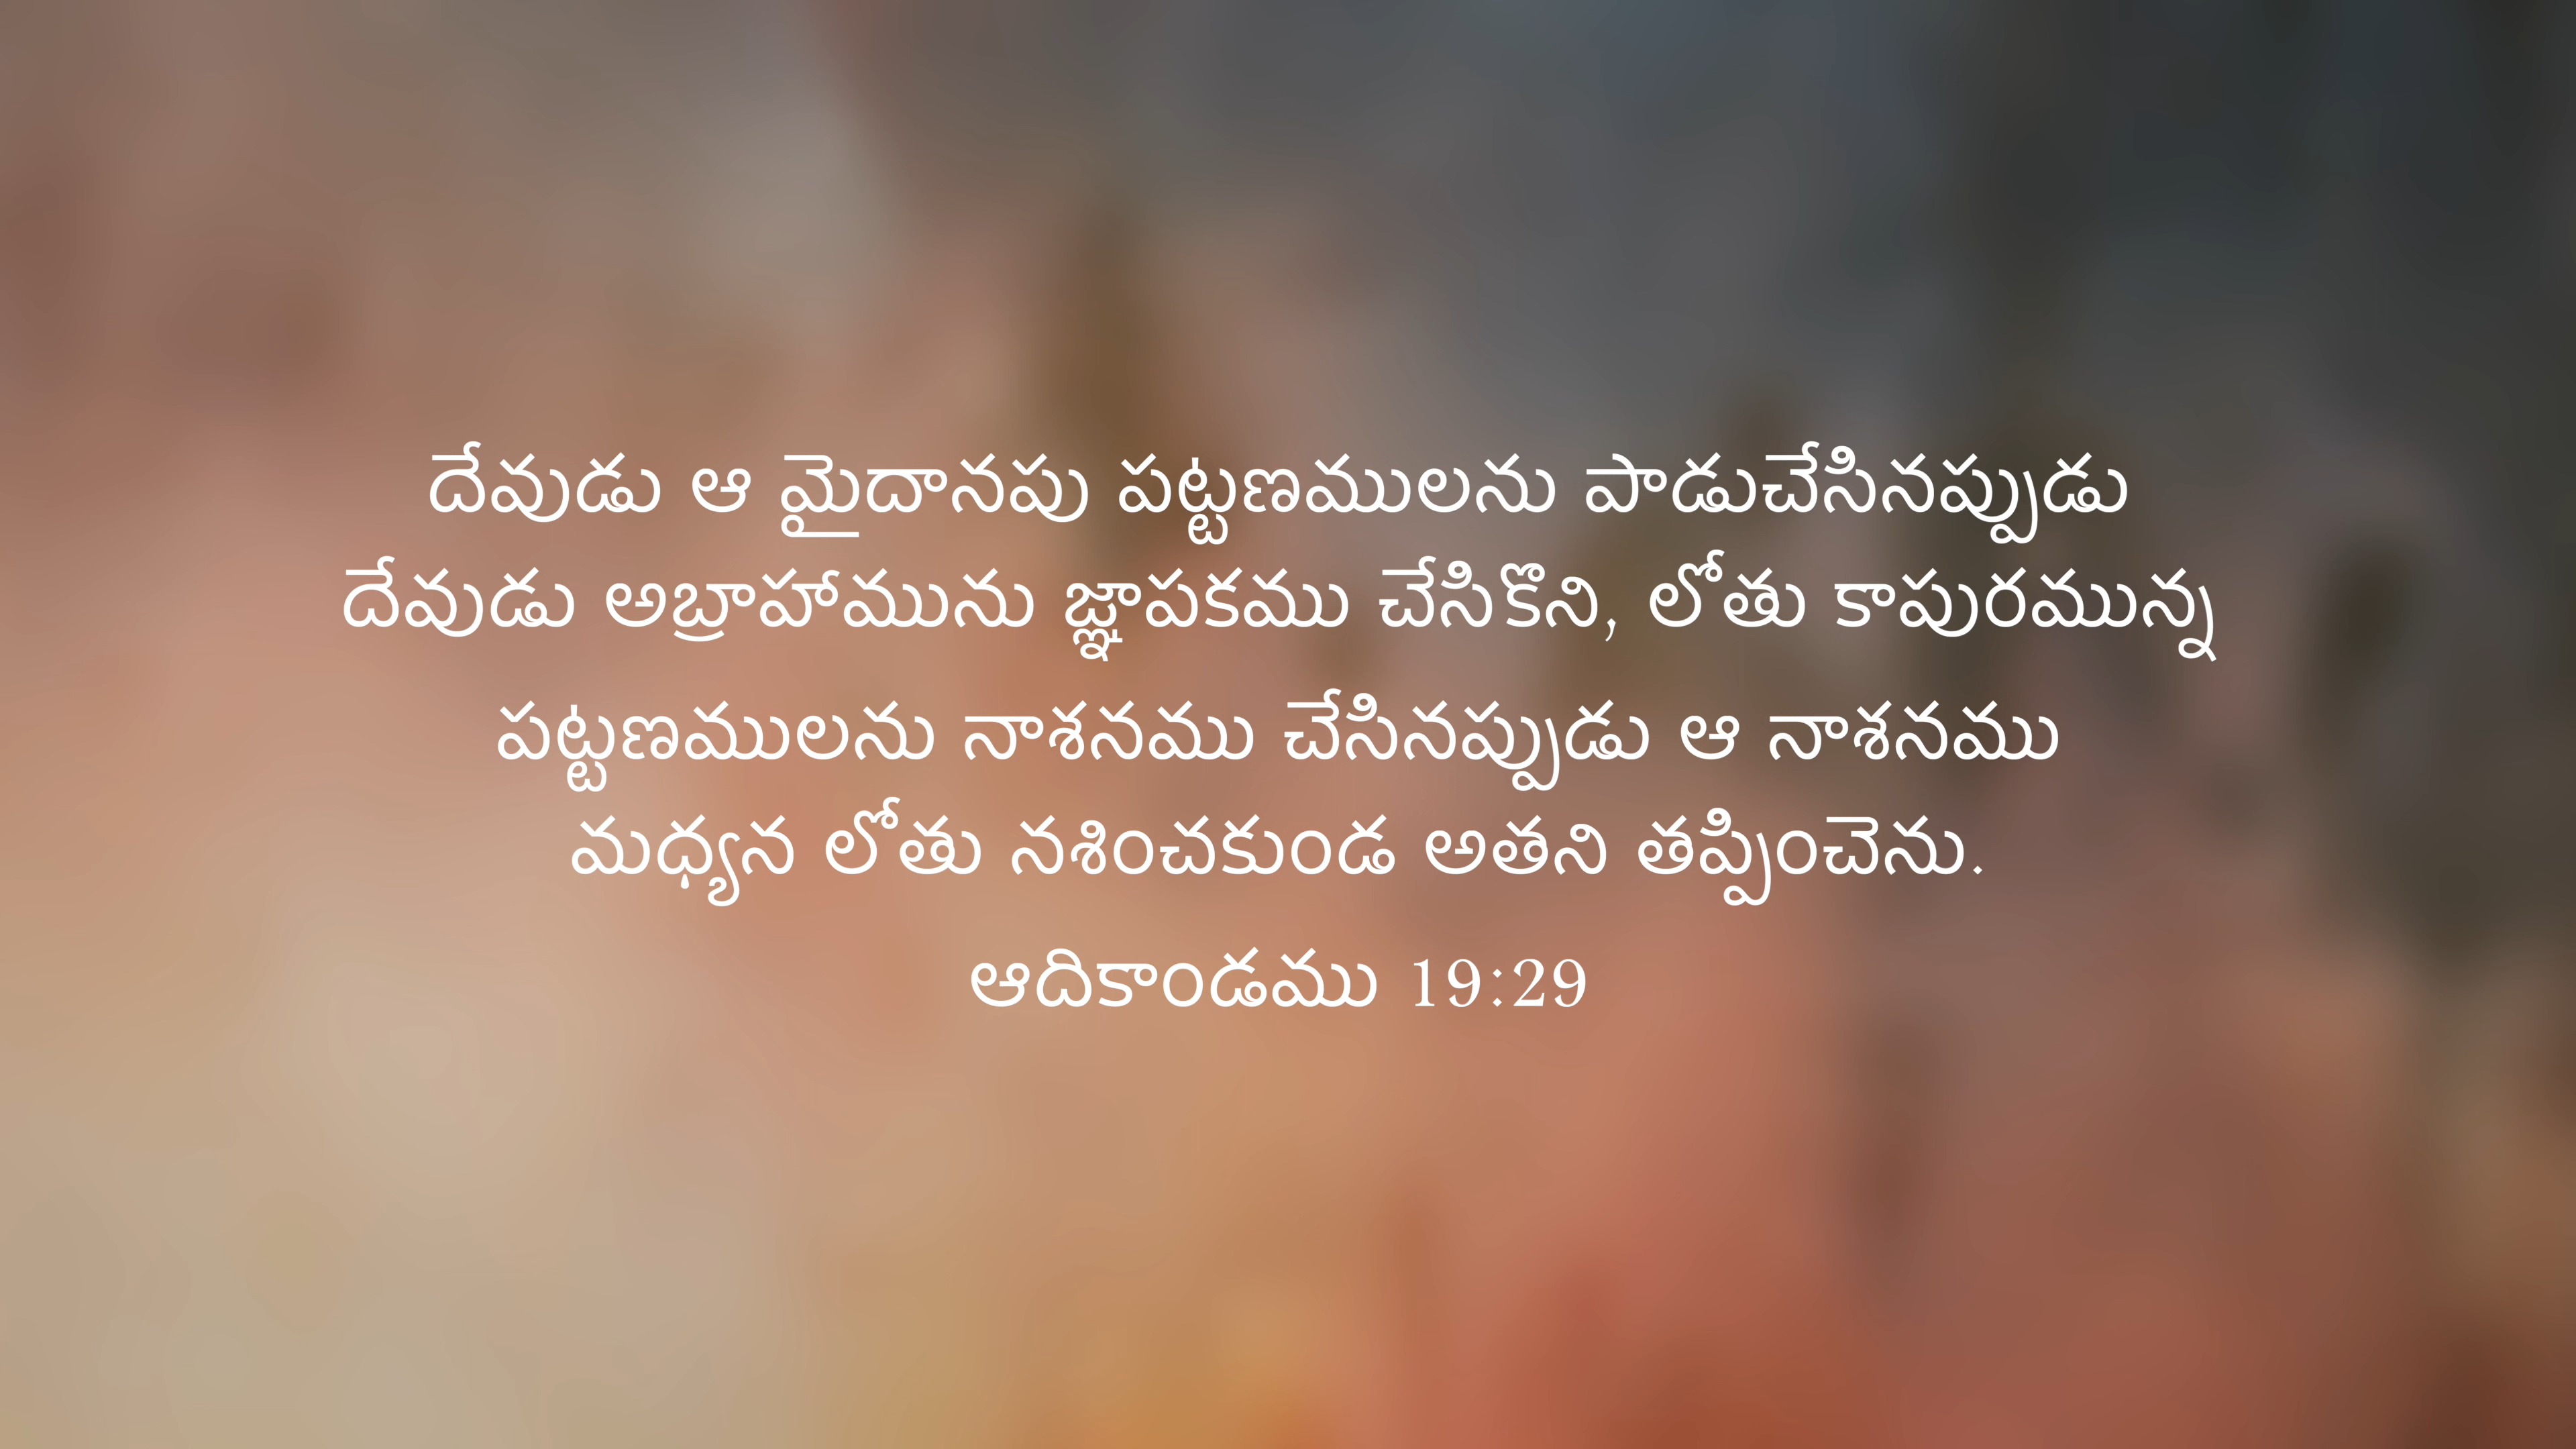 దేవుడు ఆ మైదానపు పట్టణములను పాడుచేసినప్పుడు
దేవుడు అబ్రాహామును జ్ఞాపకము చేసికొని, లోతు కాపురమున్న
పట్టణములను నాశనము చేసినప్పుడు ఆ నాశనము
మధ్యన లోతు నశించకుండ అతని తప్పించెను.
ఆదికాండము 19:29